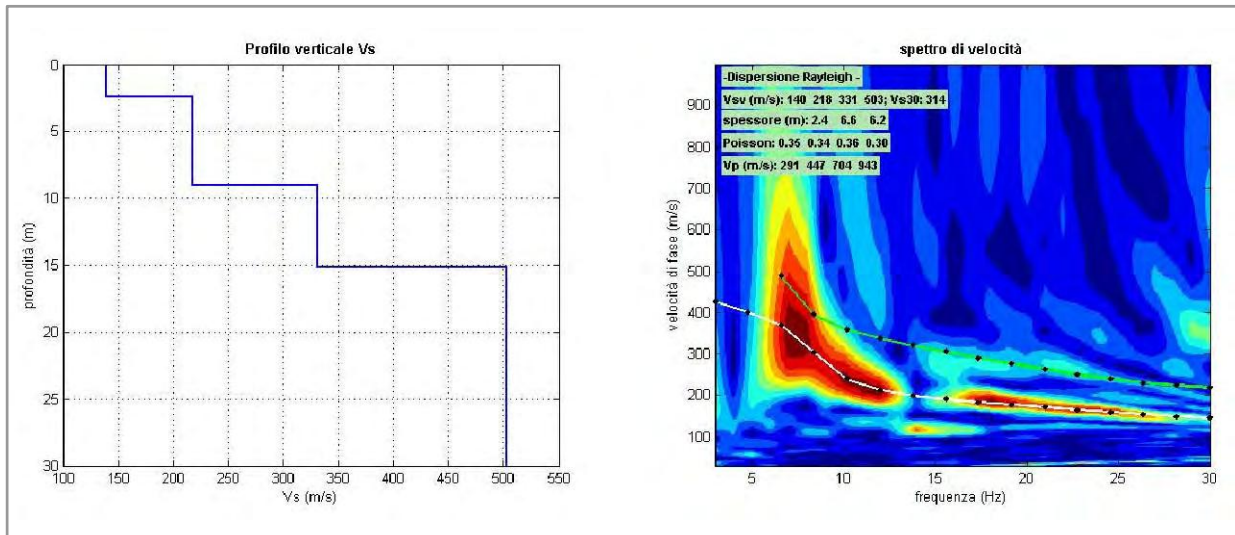 Profilo verticale Vs
0
5
10
15
20
25
30
profondità (m)
100 150 200 250 300 350 400 450 500 550
Vs (m/s)
spettro di velocità
-Dispersione Rayleigh -
Vsv (m/s): 140 218 331 503; Vs30: 314
spessore (m): 2.4 6.6 6.2
Poisson: 0.35 0.34 0.36 0.30
Vp (m/s): 291 447 704 943
900
800
700
600
500
400
300
200
100
velocità di fase (m/s)
5 10 15 20 25 30
frequenza (Hz)